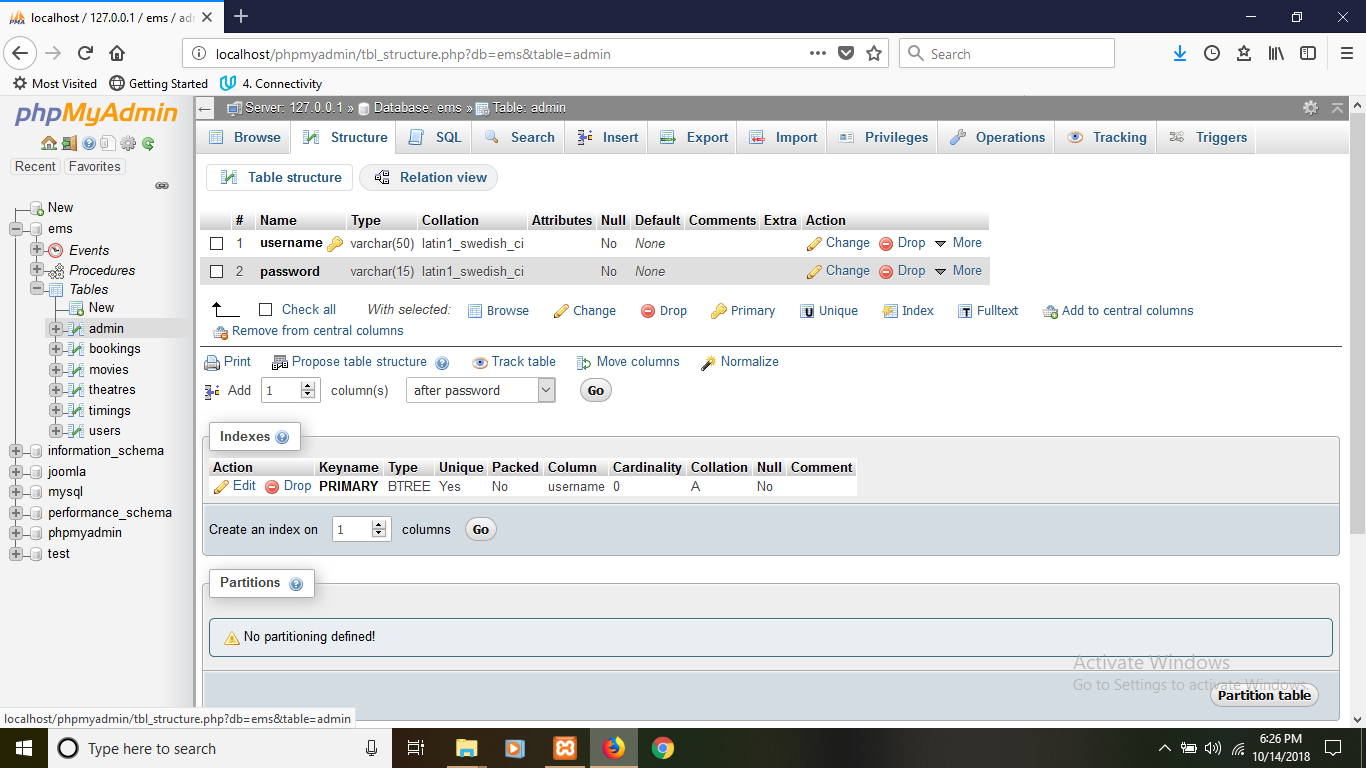 localhost / 127.0.0.1 / ems / adm
localhost/phpmyadmin/tbl_structure.php?db=ems&table=admin
Search
Most Visited Getting Started 4. Connectivity
phpMyAdmin
Recent Favorites
New
ems
Events
Procedures
Tables
New
admin
bookings
movies
theatres
timings
users
information_schema
joomla
mysql
performance_schema
phpmyadmin
test
Server: 127.0.0.1 » Database: ems » Table: admin
Browse Structure SQL Search Insert Export Import Privileges Operations Tracking Triggers
Table structure Relation view
# Name Type Collation Attributes Null Default Comments Extra Action
1 username varchar(50) latin1_swedish_ci No None Change Drop More
2 password varchar(15) latin1_swedish_ci No None Change Drop More
Check all With selected: Browse Change Drop Primary Unique Index Fulltext Add to central columns
Remove from central columns
Print Propose table structure Track table Move columns Normalize
Add 1 column(s) after password Go
Indexes
Action Keyname Type Unique Packed Column Cardinality Collation Null Comment
Edit Drop PRIMARY BTREE Yes No username 0 A No
Create an index on 1 columns Go
Partitions
No partitioning defined!
Activate Windows
Go to Settings to activate Windows.
Partition table
localhost/phpmyadmin/tbl_structure.php?db=ems&table=admin
Type here to search
6:26 PM
10/14/2018